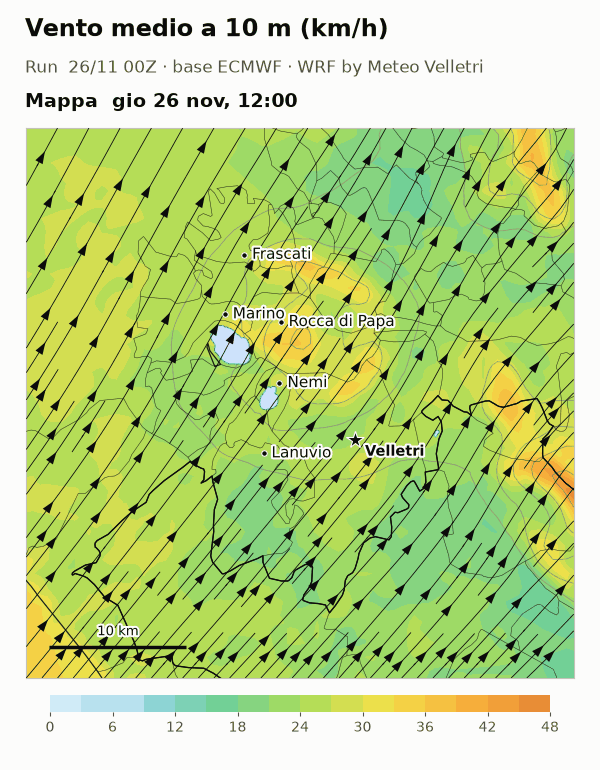 Vento medio a 10 m (km/h)
Run  26/11 00Z · base ECMWF · WRF by Meteo Velletri
Mappa  gio 26 nov, 12:00
Frascati
Marino
Rocca di Papa
Nemi
Velletri
Lanuvio
10 km
0 6 12 18 24 30 36 42 48